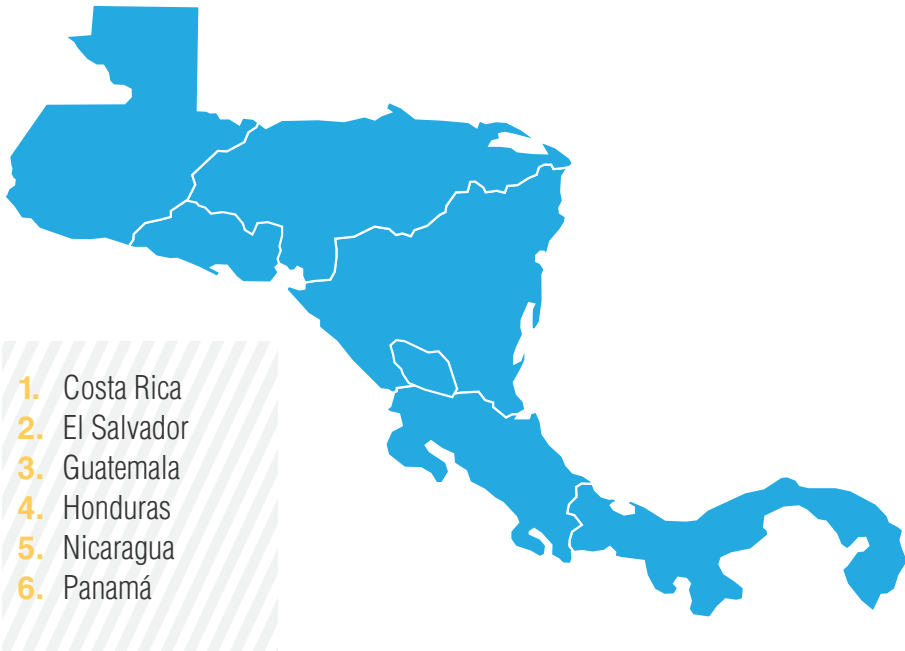 1. Costa Rica
2. El Salvador
3. Guatemala
4. Honduras
5. Nicaragua
6. Panamá